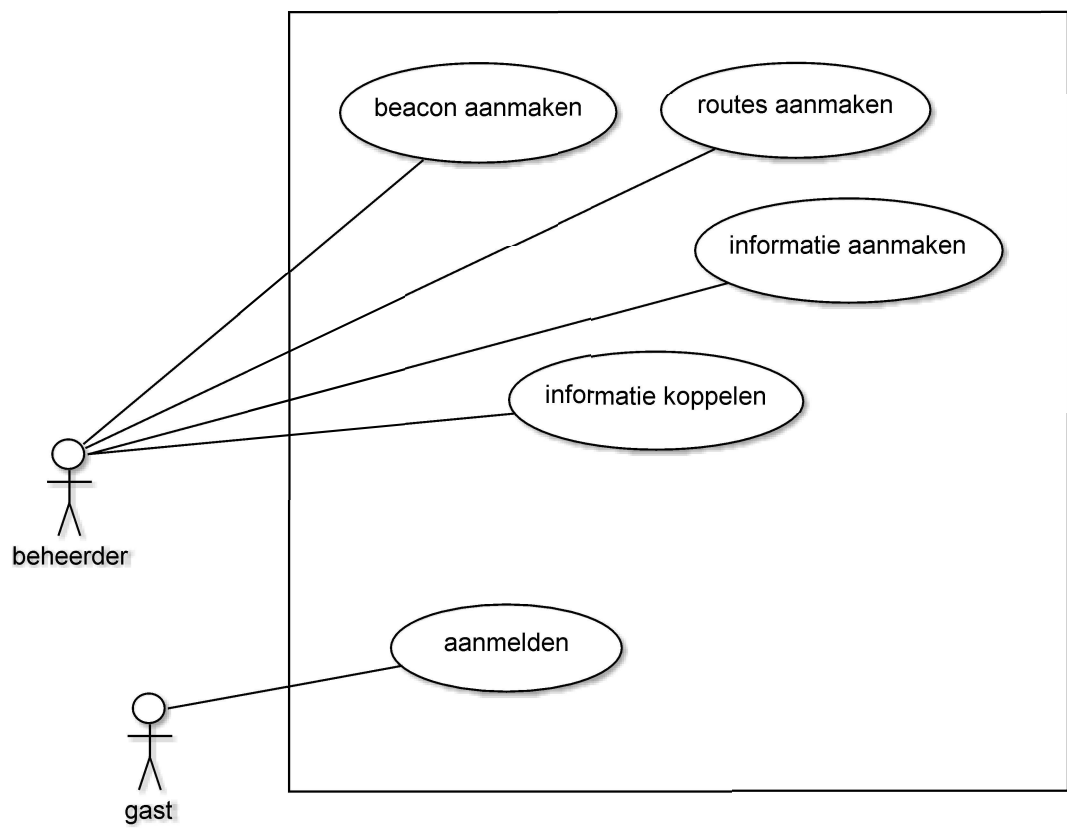 beacon aanmaken
routes aanmaken
informatie aanmaken
informatie koppelen
beheerder
aanmelden
gast